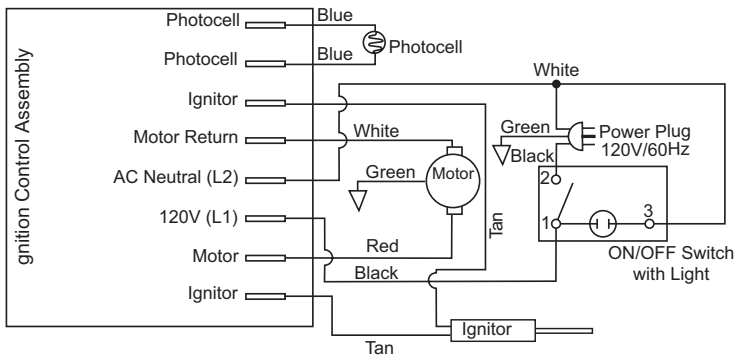 gnition Control Assembly
Photocell
Blue
Photocell
Blue
Photocell
Ignitor
White
Motor Return
White
Green
Power Plug
120V/60Hz
Black
AC Neutral (L2)
Green
Motor
2
120V (L1)
Tan
1
3
Motor
Red
ON/OFF Switch
with Light
Black
Ignitor
Ignitor
Tan